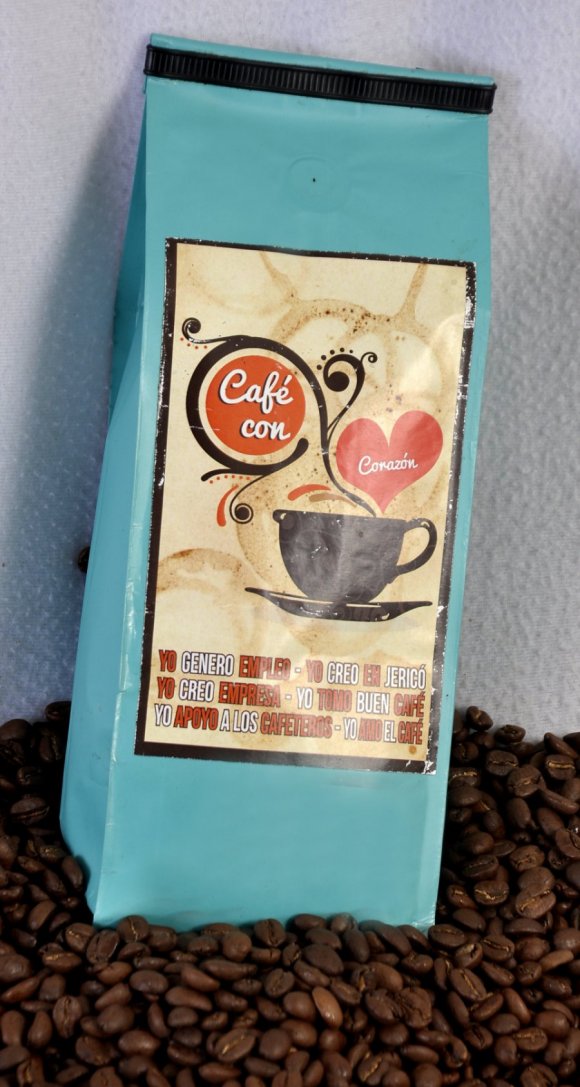 Café
con
Corazón
YO GENERO EMPLEO - YO CREO EN JERICÓ
YO CREO EMPRESA - YO TOMO BUEN CAFÉ
YO APOYO A LOS CAFETEROS - YO AMO EL CAFÉ